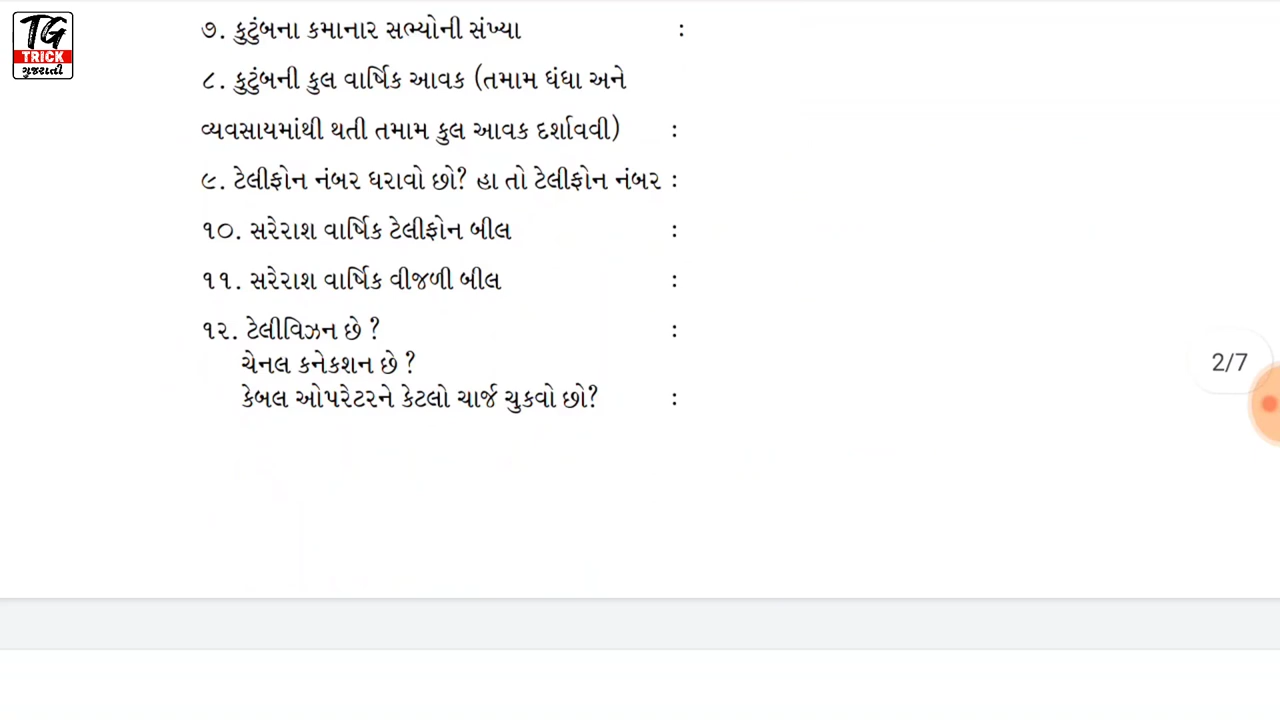 TG
TRICK
ગુજરાતી
૭. કુટુંબના કમાનાર સભ્યોની સંખ્યા :
૮. કુટુંબની કુલ વાર્ષિક આવક (તમામ ધંધા અને
વ્યવસાયમાંથી થતી તમામ કુલ આવક દર્શાવવી) :
૯. ટેલીફોન નંબર ધરાવો છો? હા તો ટેલીફોન નંબર :
૧૦. સરેરાશ વાર્ષિક ટેલીફોન બીલ :
૧૧. સરેરાશ વાર્ષિક વીજળી બીલ :
૧૨. ટેલીવિઝન છે ? :
ચેનલ કનેકશન છે ?
કેબલ ઓપરેટરને કેટલો ચાર્જ ચુકવો છો? :
2/7